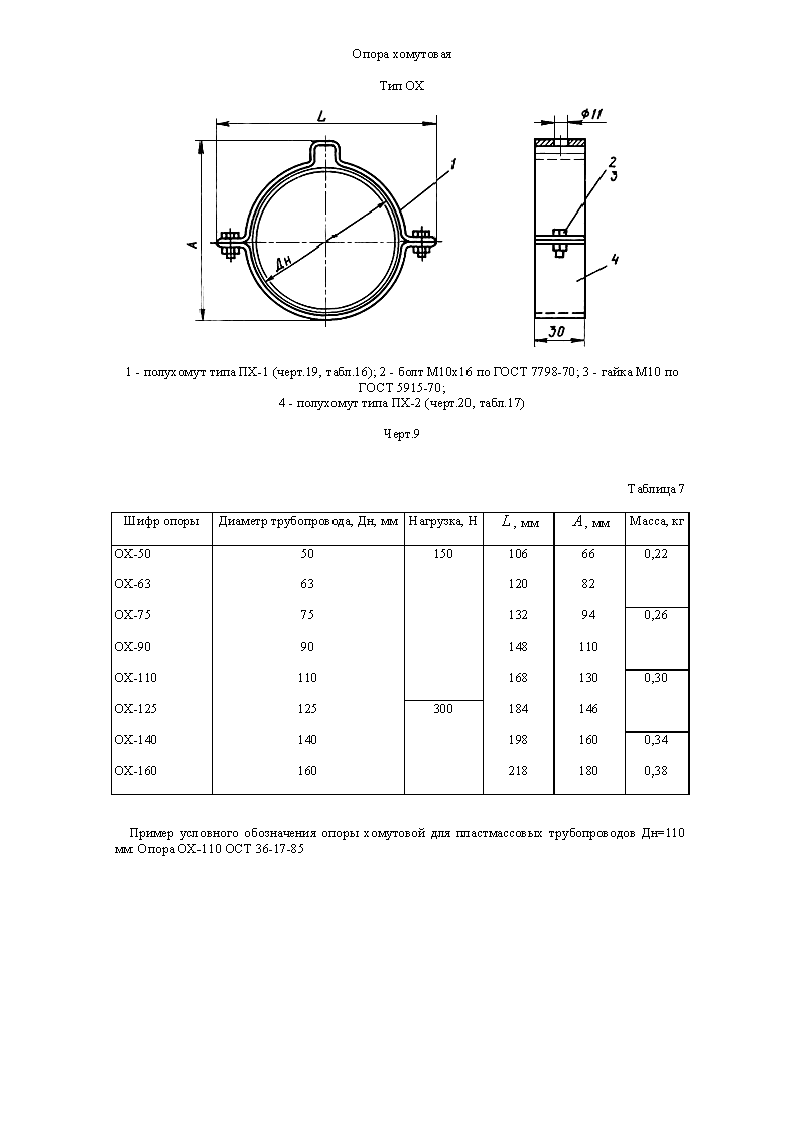 Опора хомутовая
Тип ОХ
L
Ф11
1
2
3
А
Дн
4
30
1 - полухомут типа ПХ-1 (черт.19, табл.16); 2 - болт М10х16 по ГОСТ 7798-70; 3 - гайка М10 по
ГОСТ 5915-70;
4 - полухомут типа ПХ-2 (черт.20, табл.17)
Черт.9
Таблица 7
Шифр опоры Диаметр трубопровода, Дн, мм Нагрузка, Н L, мм A, мм Масса, кг
ОХ-50 50 150 106 66 0,22
ОХ-63 63 120 82
ОХ-75 75 132 94 0,26
ОХ-90 90 148 110
ОХ-110 110 168 130 0,30
ОХ-125 125 300 184 146
ОХ-140 140 198 160 0,34
ОХ-160 160 218 180 0,38
Пример условного обозначения опоры хомутовой для пластмассовых трубопроводов Дн=110
мм: Опора ОХ-110 ОСТ 36-17-85